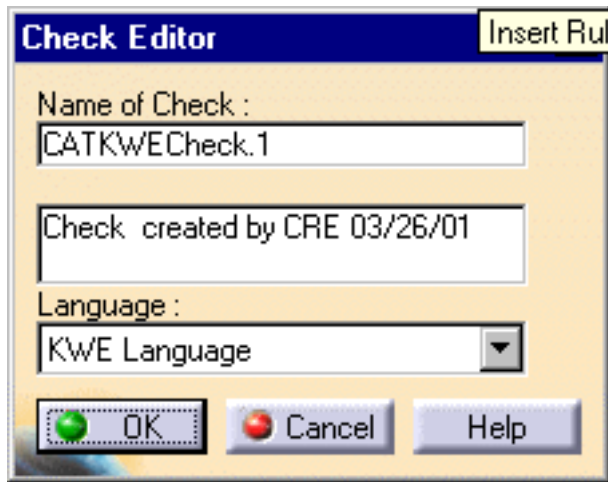 Check Editor
Insert Rul
Name of Check :
CATKWECheck.1
Check  created by CRE 03/26/01
Language :
KWE Language
OK
Cancel
Help